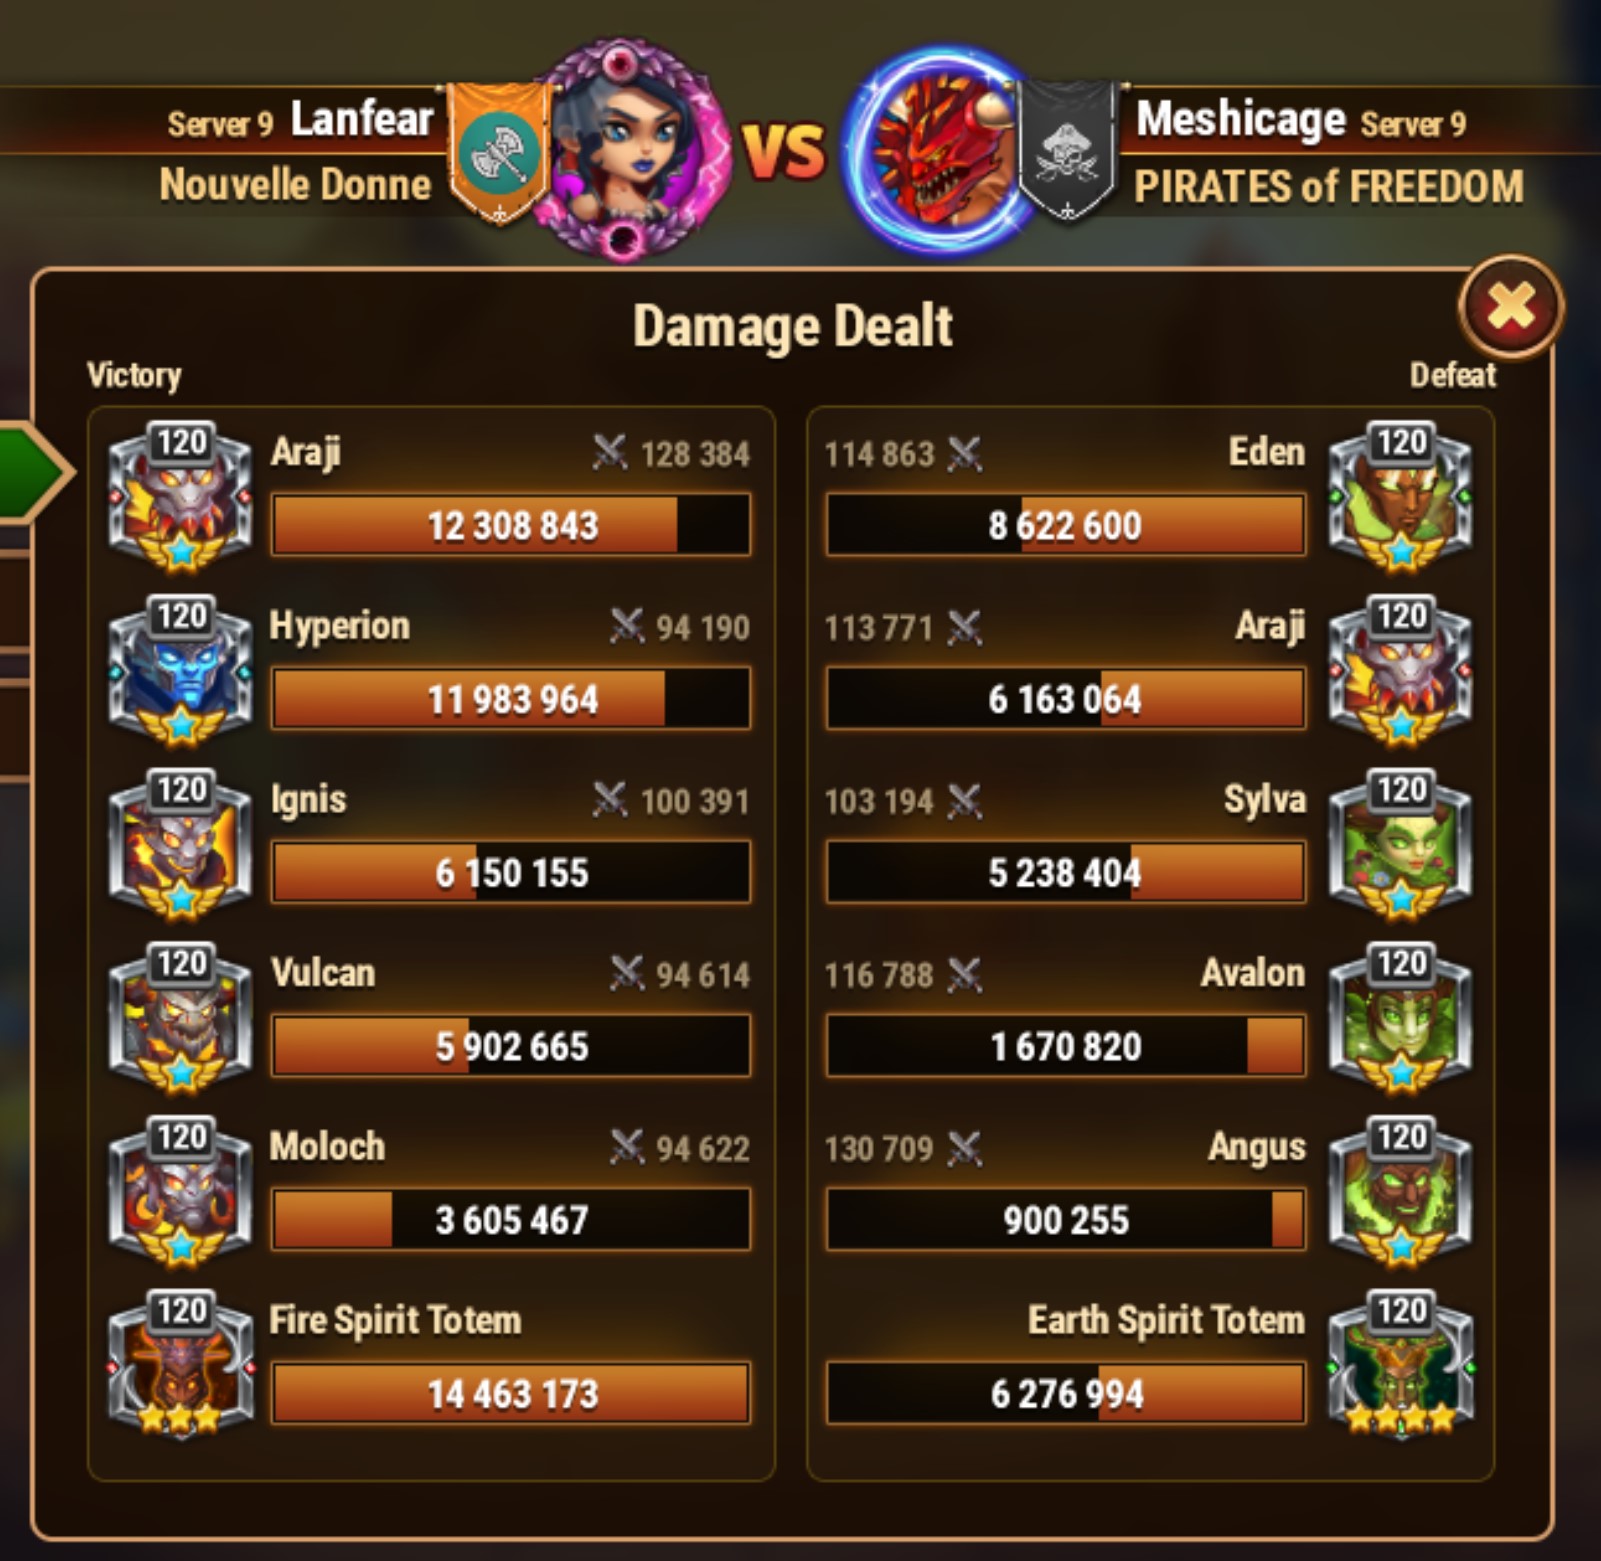 Server 9 Lanfear
Nouvelle Donne
VS
Meshicage Server 9
PIRATES of FREEDOM
Damage Dealt
Victory
Defeat
120
Araji
128 384
12 308 843
120
Hyperion
94 190
11 983 964
120
Ignis
100 391
6 150 155
120
Vulcan
94 614
5 902 665
120
Moloch
94 622
3 605 467
120
Fire Spirit Totem
14 463 173
114 863
Eden
120
8 622 600
113 771
Araji
120
6 163 064
103 194
Sylva
120
5 238 404
116 788
Avalon
120
1 670 820
130 709
Angus
120
900 255
Earth Spirit Totem
120
6 276 994